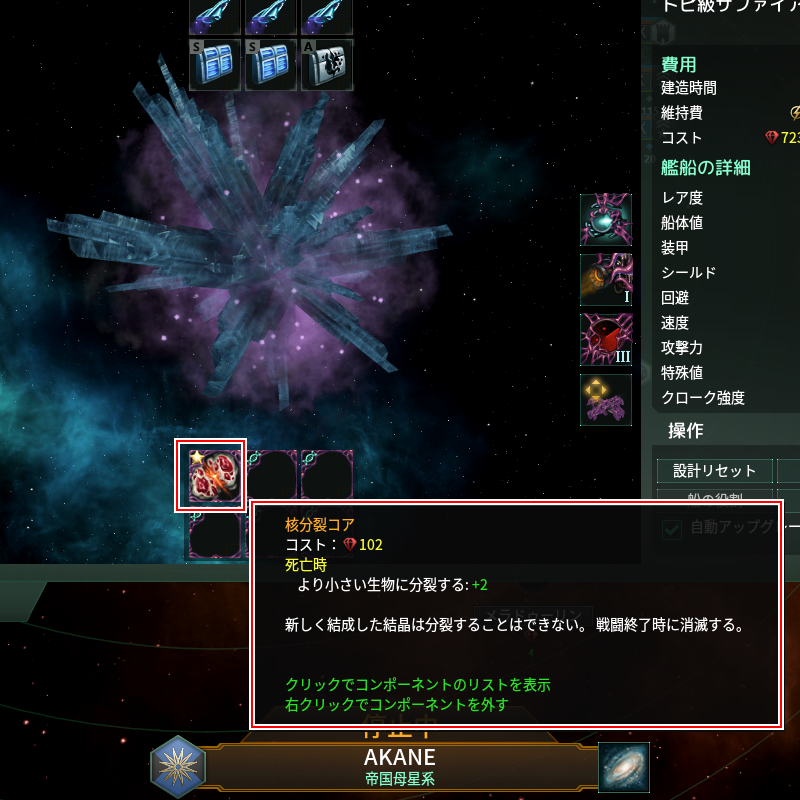 トピ級サファイア
S
S
A
費用
建造時間
維持費
コスト
723
艦船の詳細
レア度
船体値
装甲
シールド
回避
速度
攻撃力
特殊値
クローク強度
I
III
操作
設計リセット
船の役割
自動アップグレー
核分裂コア
コスト：102
死亡時
より小さい生物に分裂する: +2
新しく結成した結晶は分裂することはできない。 戦闘終了時に消滅する。
クリックでコンポーネントのリストを表示
右クリックでコンポーネントを外す
停止中
AKANE
帝国母星系